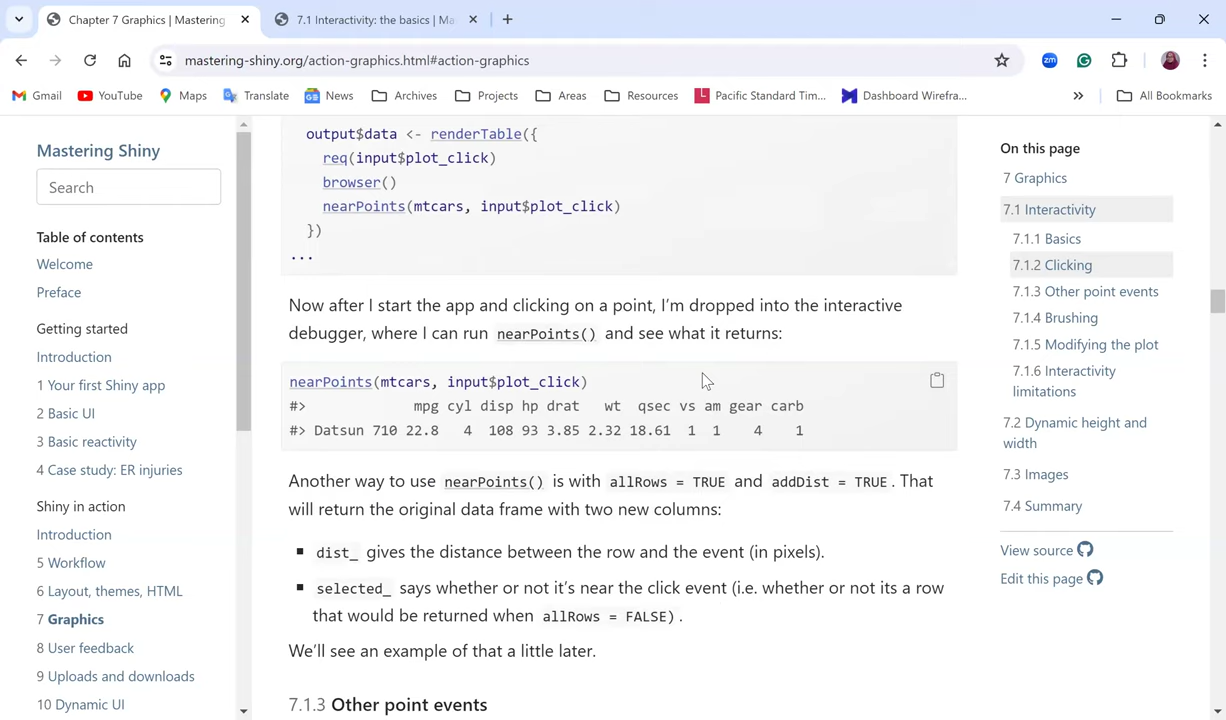 Chapter 7 Graphics | Mastering
7.1 Interactivity: the basics | Ma
mastering-shiny.org/action-graphics.html#action-graphics
zm
Gmail
YouTube
Maps
Translate
News
Archives
Projects
Areas
Resources
Pacific Standard Tim...
Dashboard Wirefra...
All Bookmarks
Mastering Shiny
Search
Table of contents
Welcome
Preface
Getting started
Introduction
1 Your first Shiny app
2 Basic UI
3 Basic reactivity
4 Case study: ER injuries
Shiny in action
Introduction
5 Workflow
6 Layout, themes, HTML
7 Graphics
8 User feedback
9 Uploads and downloads
10 Dynamic UI
output$data <- renderTable({
req(input$plot_click)
browser()
nearPoints(mtcars, input$plot_click)
})
...
Now after I start the app and clicking on a point, I'm dropped into the interactive
debugger, where I can run nearPoints() and see what it returns:
nearPoints(mtcars, input$plot_click)
#> mpg cyl disp hp drat wt qsec vs am gear carb
#> Datsun 710 22.8 4 108 93 3.85 2.32 18.61 1 1 4 1
Another way to use nearPoints() is with allRows = TRUE and addDist = TRUE. That
will return the original data frame with two new columns:
dist_ gives the distance between the row and the event (in pixels).
selected_ says whether or not it's near the click event (i.e. whether or not its a row
that would be returned when allRows = FALSE).
We'll see an example of that a little later.
7.1.3 Other point events
On this page
7 Graphics
7.1 Interactivity
7.1.1 Basics
7.1.2 Clicking
7.1.3 Other point events
7.1.4 Brushing
7.1.5 Modifying the plot
7.1.6 Interactivity
limitations
7.2 Dynamic height and
width
7.3 Images
7.4 Summary
View source
Edit this page